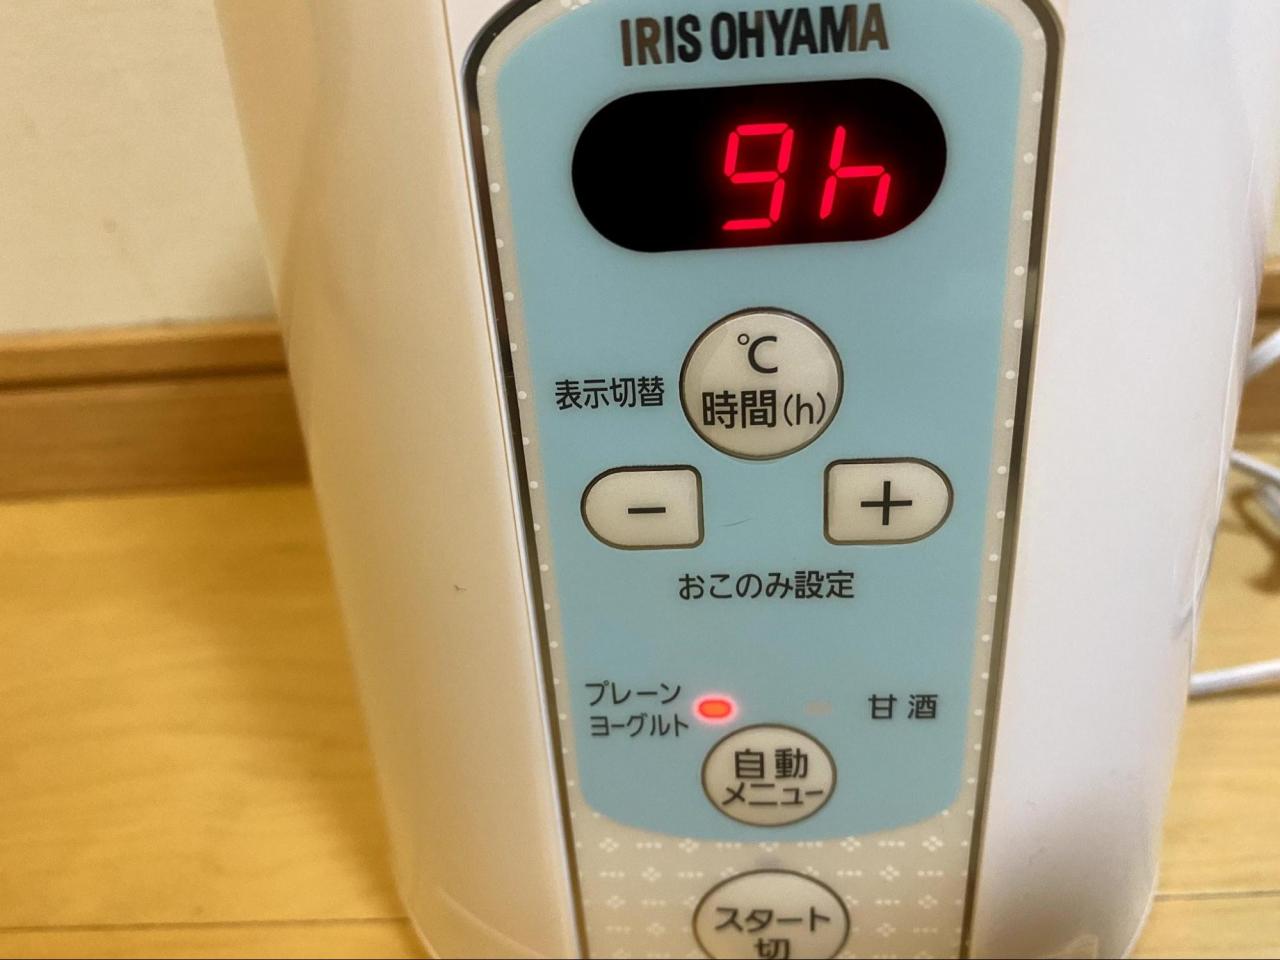 IRIS OHYAMA
9h
℃
時間(h)
表示切替
−
+
おこのみ設定
プレーン
ヨーグルト
甘酒
自動
メニュー
スタート
切